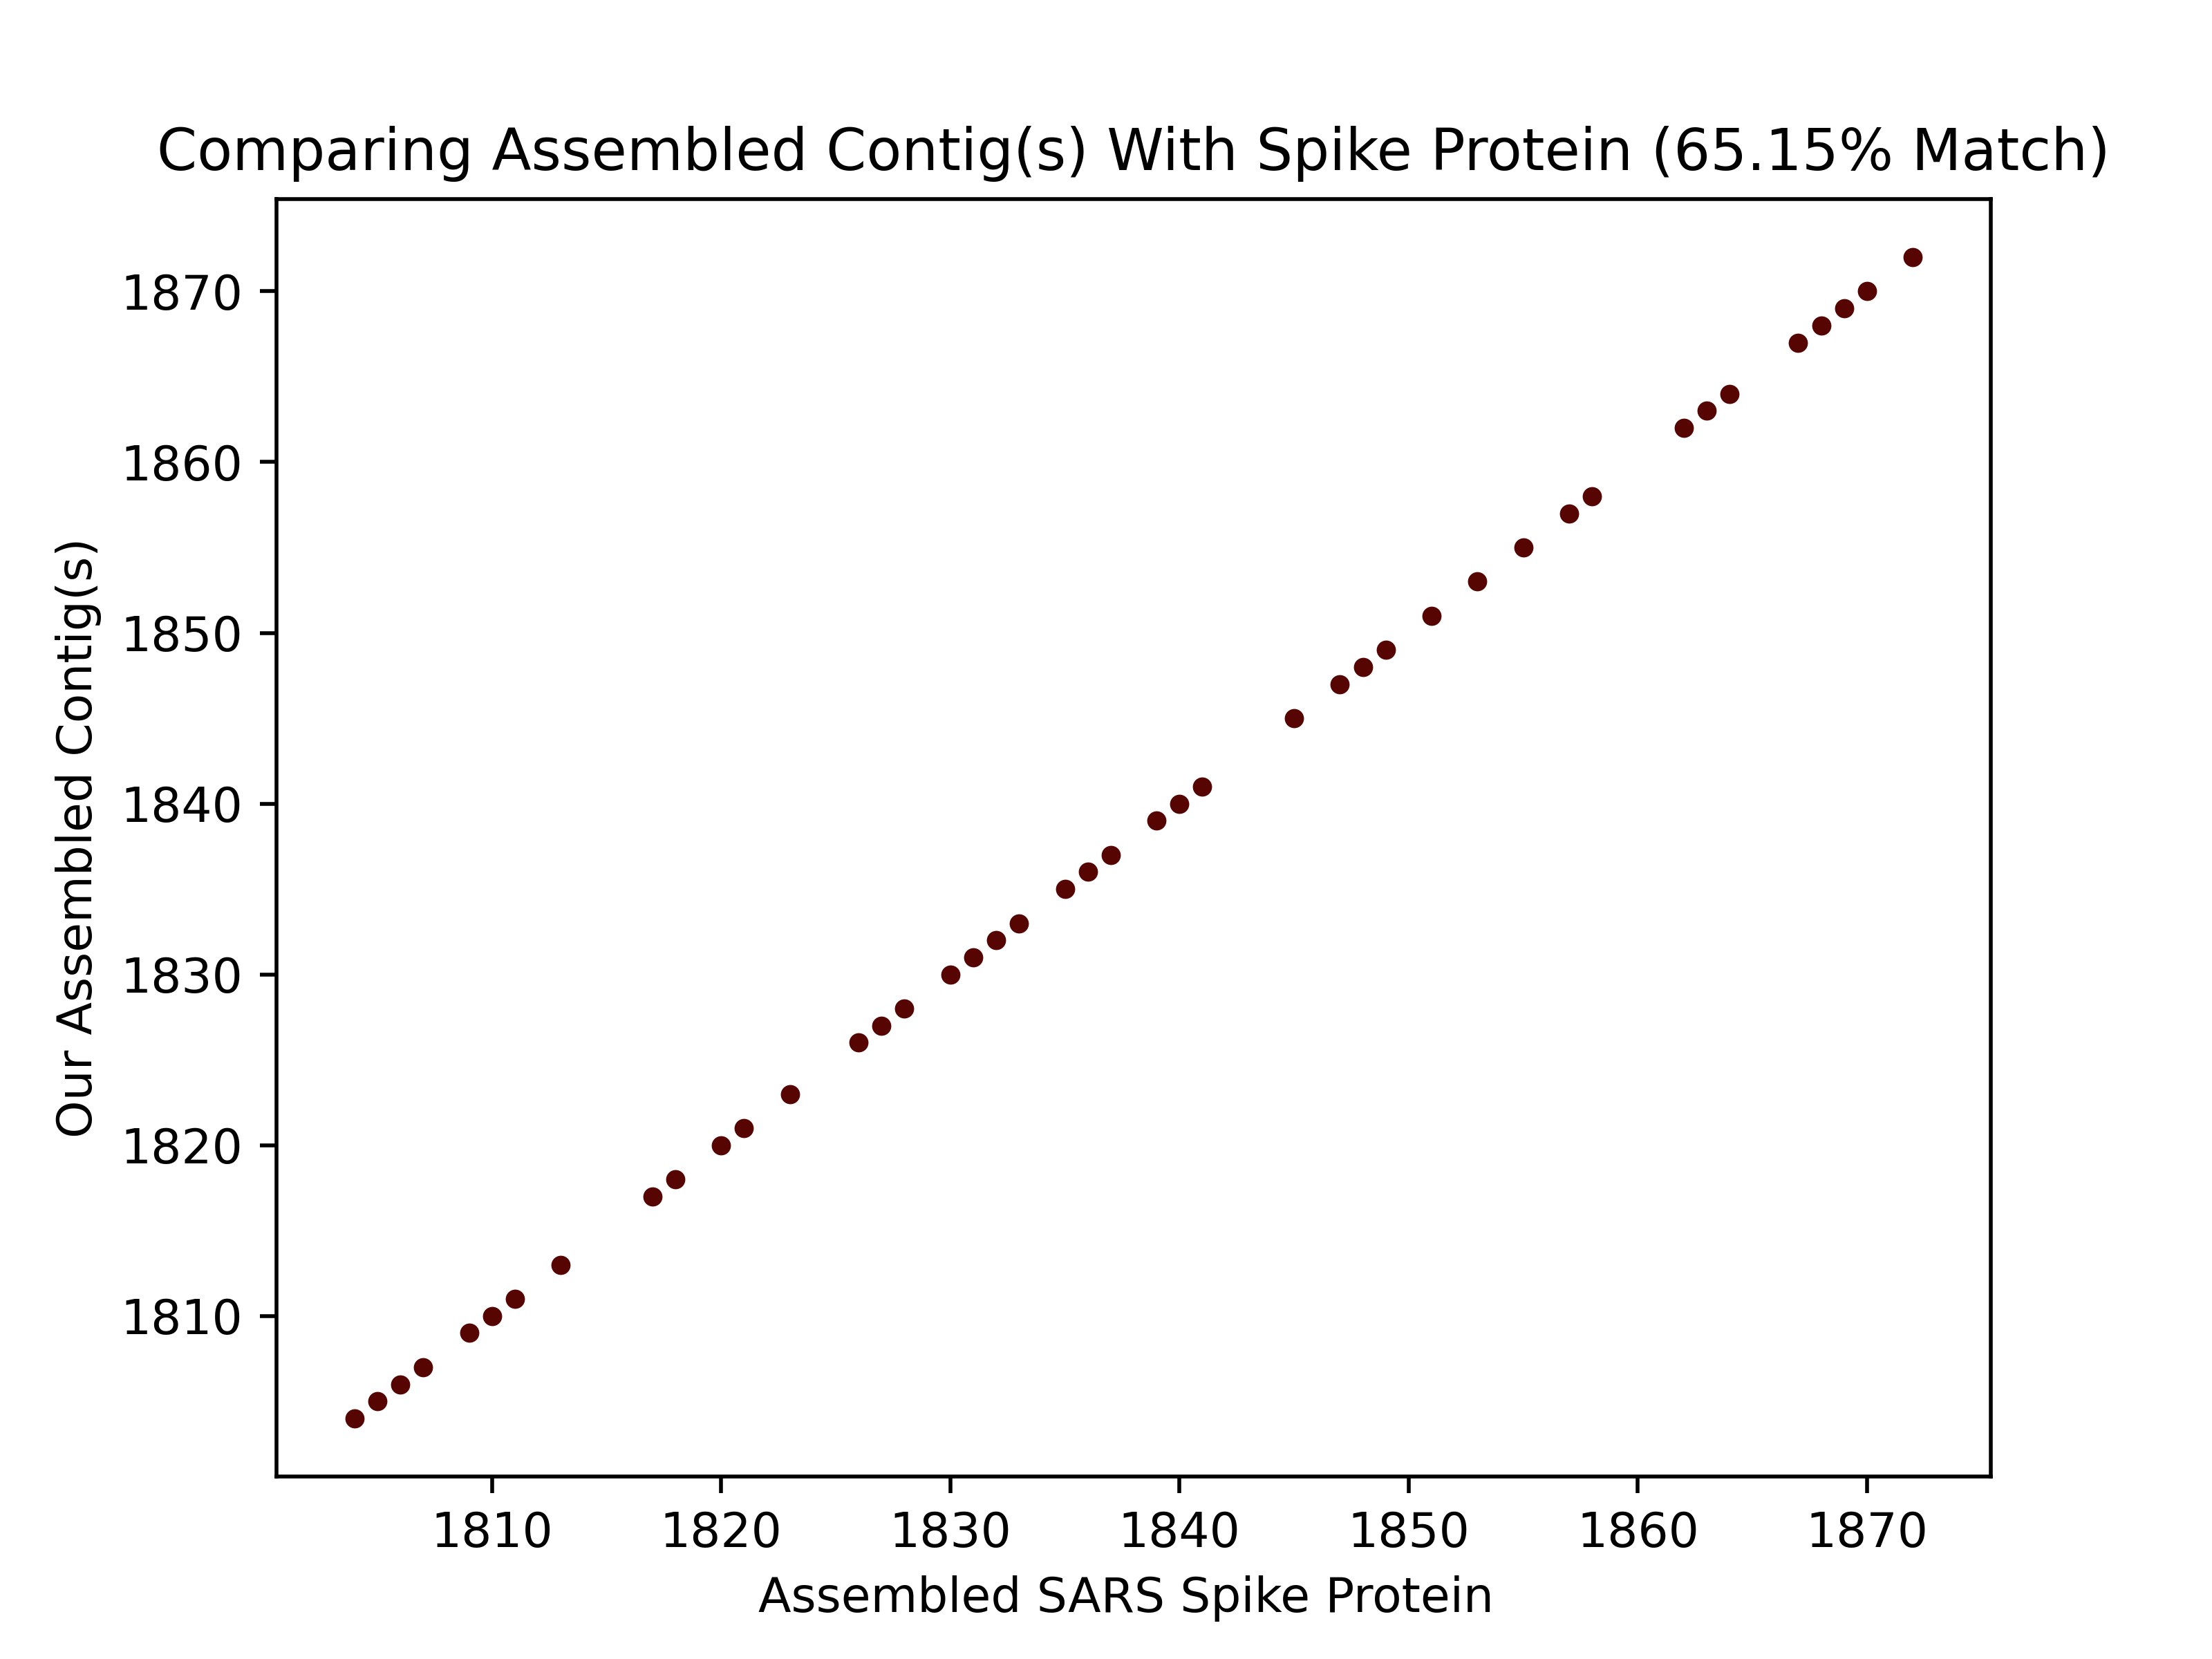 Comparing Assembled Contig(s) With Spike Protein (65.15% Match)
Our Assembled Contig(s)
1870
1860
1850
1840
1830
1820
1810
1810 1820 1830 1840 1850 1860 1870
Assembled SARS Spike Protein